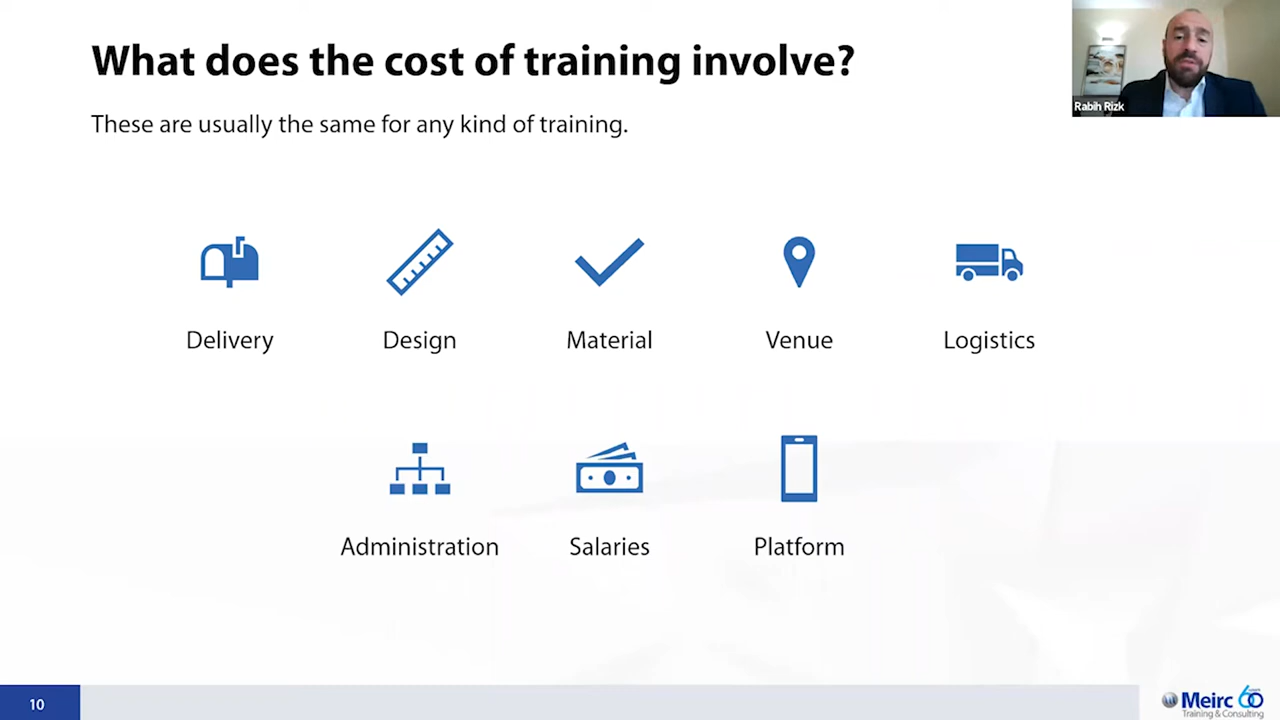 What does the cost of training involve?
These are usually the same for any kind of training.
Rabih Rizk
Delivery
Design
Material
Venue
Logistics
Administration
Salaries
Platform
10
Meirc 60
Training & Consulting